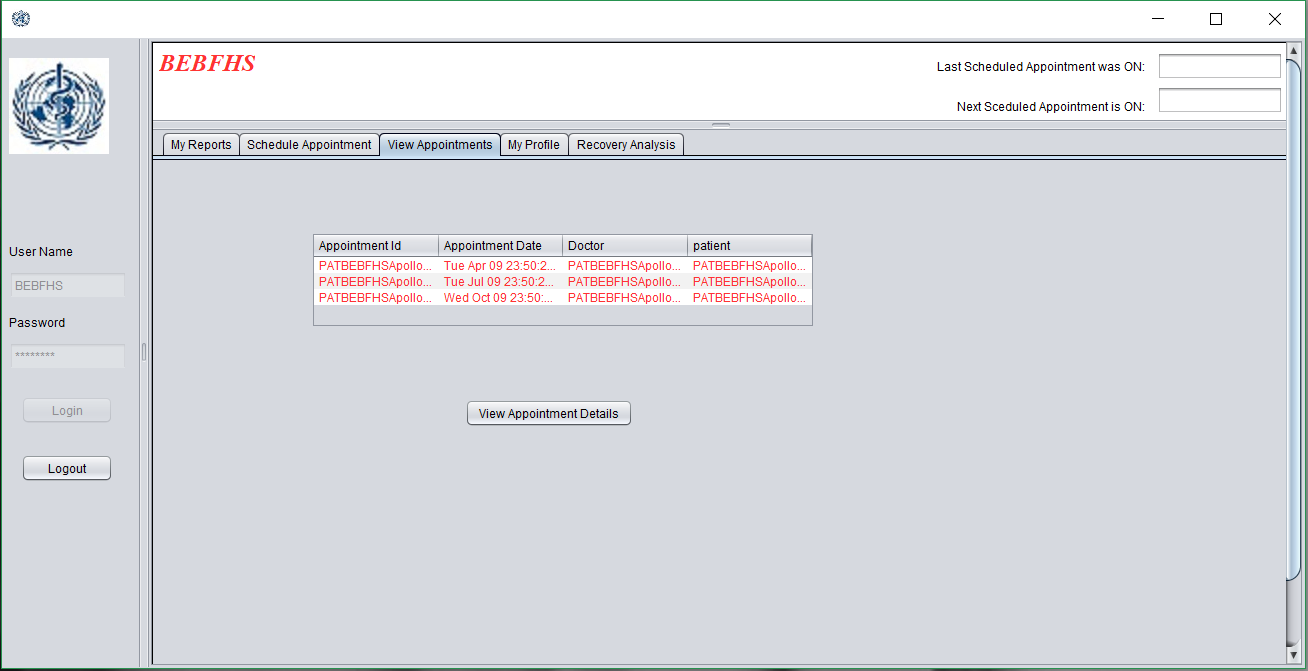 BEBFHS
Last Scheduled Appointment was ON:
Next Sceduled Appointment is ON:
My Reports Schedule Appointment View Appointments My Profile Recovery Analysis
User Name
BEBFHS
Password
********
Login
Logout
Appointment Id Appointment Date Doctor patient
PATBEBFHSApollo... Tue Apr 09 23:50:2... PATBEBFHSApollo... PATBEBFHSApollo...
PATBEBFHSApollo... Tue Jul 09 23:50:2... PATBEBFHSApollo... PATBEBFHSApollo...
PATBEBFHSApollo... Wed Oct 09 23:50:... PATBEBFHSApollo... PATBEBFHSApollo...
View Appointment Details